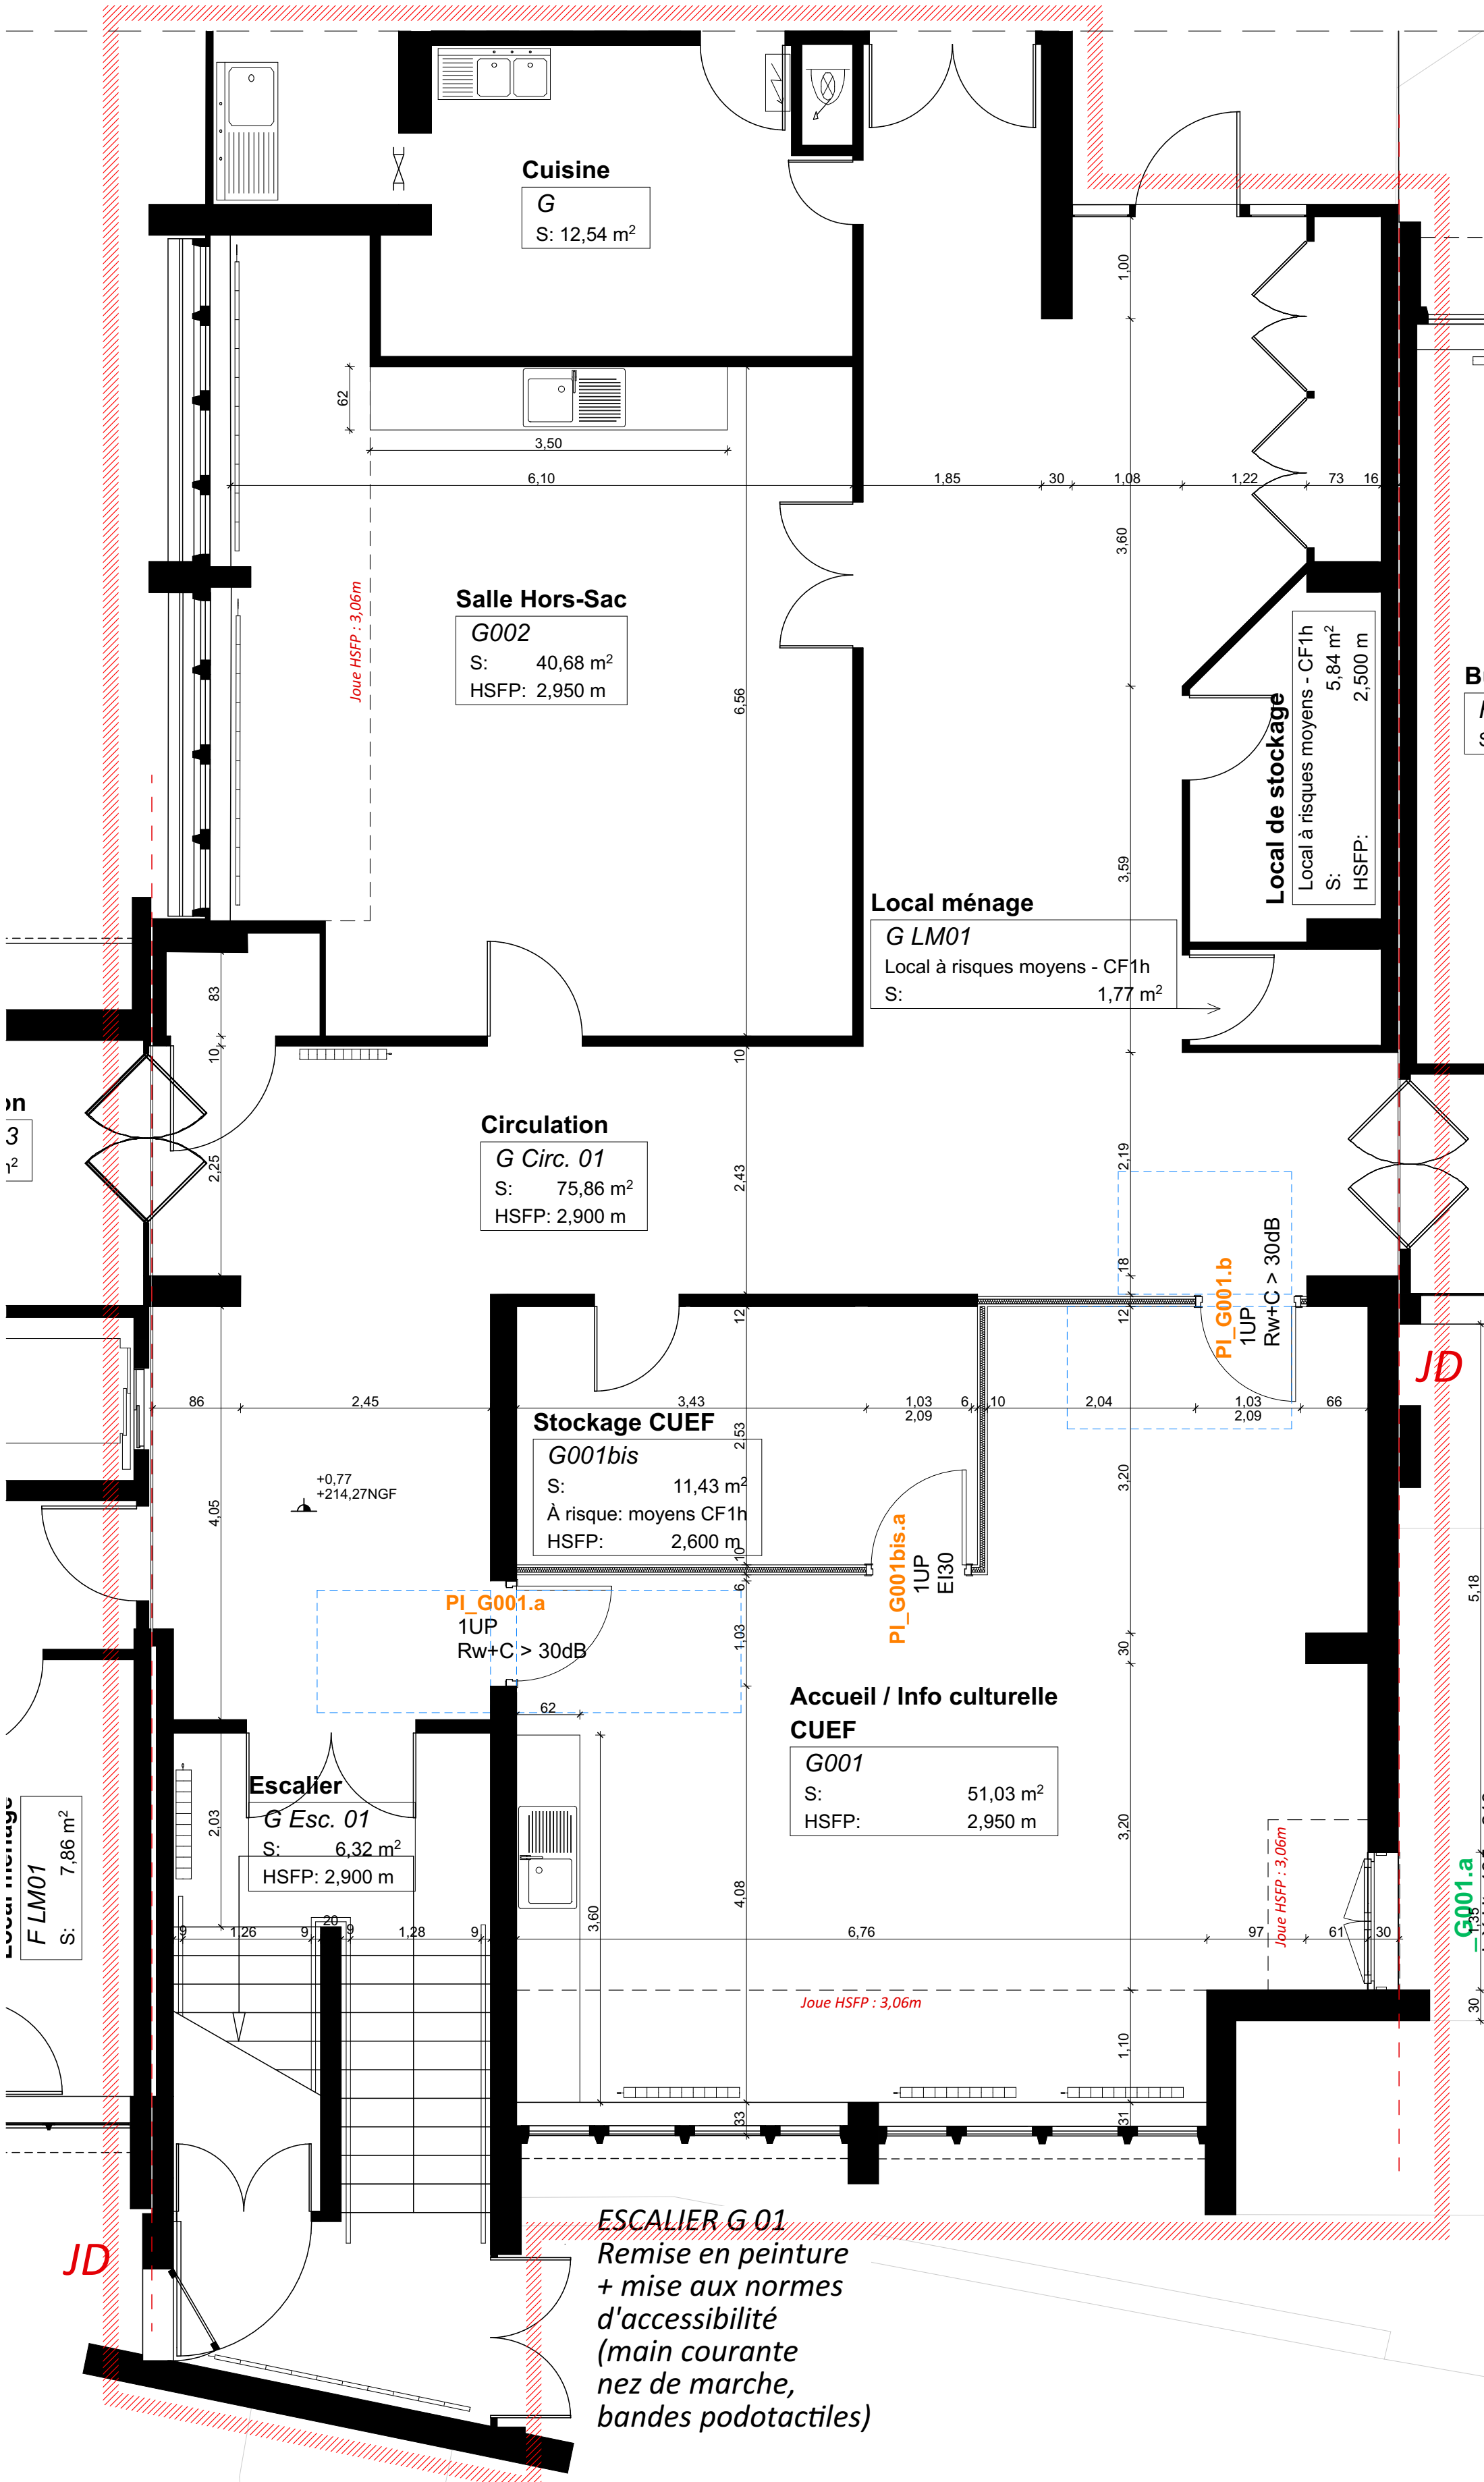 Cuisine
G
S: 12,54 m²
1,00
62
3,50
6,10
1,85
30
1,08
1,22
73
16
3,60
Joue HSFP : 3,06m
Salle Hors-Sac
G002
S: 40,68 m²
HSFP: 2,950 m
6,56
Local de stockage
Local à risques moyens - CF1h
S: 5,84 m²
HSFP: 2,500 m
3,59
Local ménage
G LM01
Local à risques moyens - CF1h
S: 1,77 m²
83
10
10
2,25
Circulation
G Circ. 01
S: 75,86 m²
HSFP: 2,900 m
2,43
2,19
18
3
PI_G001.b
1UP
Rw+C > 30dB
12
12
JD
86
2,45
3,43
1,03
2,09
6
10
2,04
1,03
2,09
66
Stockage CUEF
G001bis
S: 11,43 m²
À risque: moyens CF1h
HSFP: 2,600 m
2,53
3,20
+0,77
+214,27NGF
4,05
10
6
PI_G001bis.a
1UP
EI30
5,18
PI_G001.a
1UP
Rw+C > 30dB
1,03
30
62
Accueil / Info culturelle
CUEF
G001
S: 51,03 m²
HSFP: 2,950 m
Escalier
G Esc. 01
S: 6,32 m²
HSFP: 2,900 m
2,03
F LM01
S: 7,86 m²
3,20
Joue HSFP : 3,06m
_G001.a
1,35
9
1,26
9
20
9
1,28
9
3,60
4,08
6,76
97
61
30
30
Joue HSFP : 3,06m
1,10
33
31
JD
ESCALIER G 01
Remise en peinture
+ mise aux normes
d'accessibilité
(main courante
nez de marche,
bandes podotactiles)